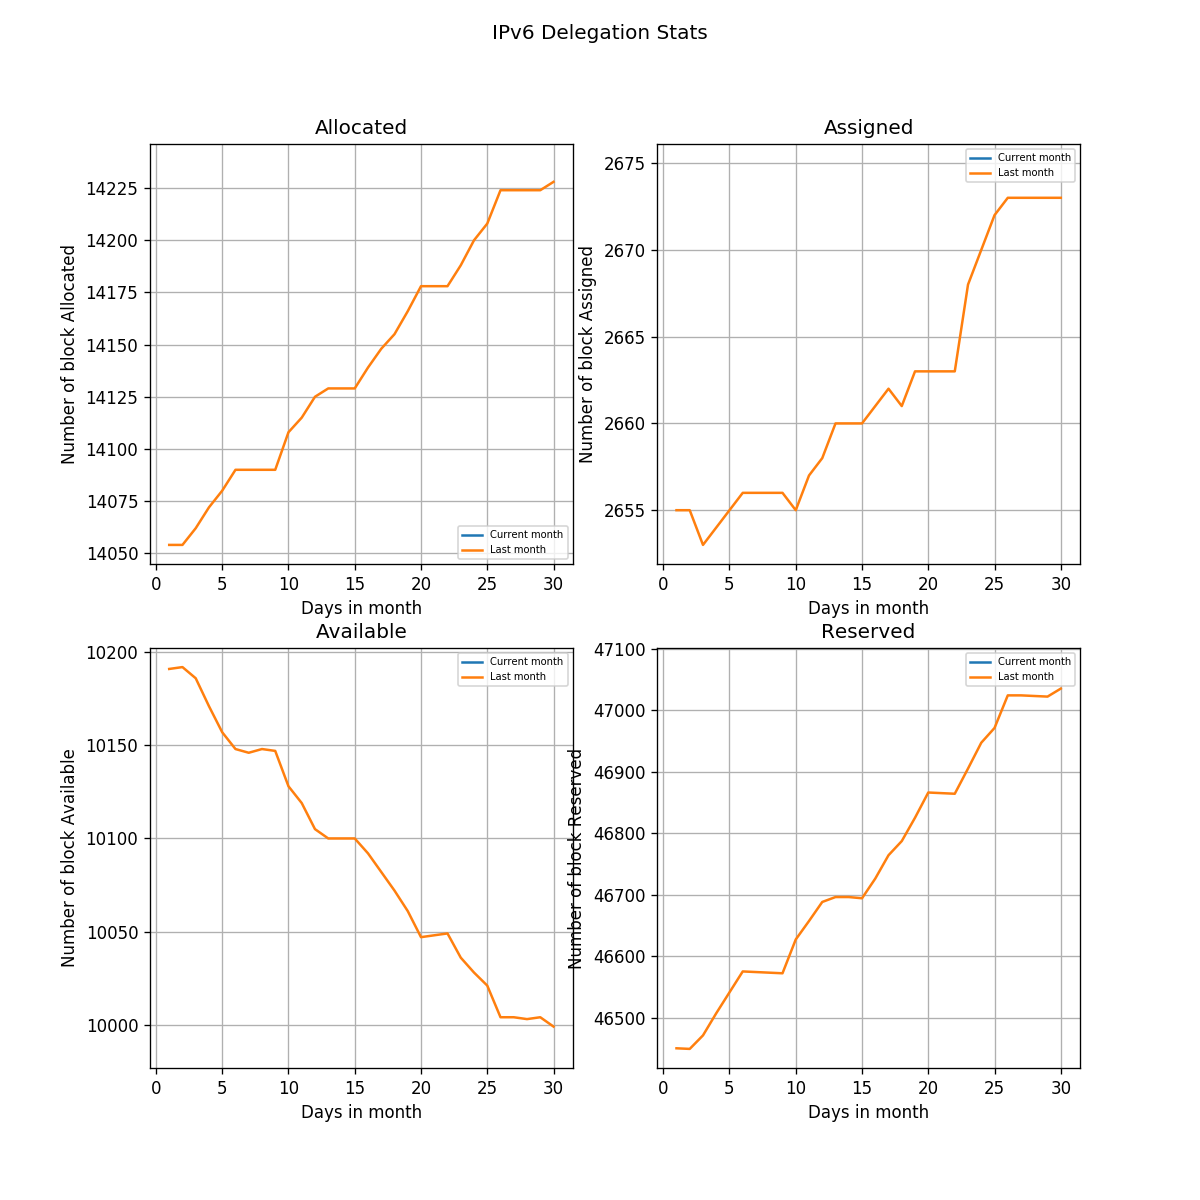 IPv6 Delegation Stats
Allocated
Number of block Allocated
14225
14200
14175
14150
14125
14100
14075
14050
Current month
Last month
0 5 10 15 20 25 30
Days in month
Assigned
Number of block Assigned
2675
2670
2665
2660
2655
Current month
Last month
0 5 10 15 20 25 30
Days in month
Available
Number of block Available
10200
10150
10100
10050
10000
Current month
Last month
0 5 10 15 20 25 30
Days in month
Reserved
Number of block Reserved
47100
47000
46900
46800
46700
46600
46500
Current month
Last month
0 5 10 15 20 25 30
Days in month